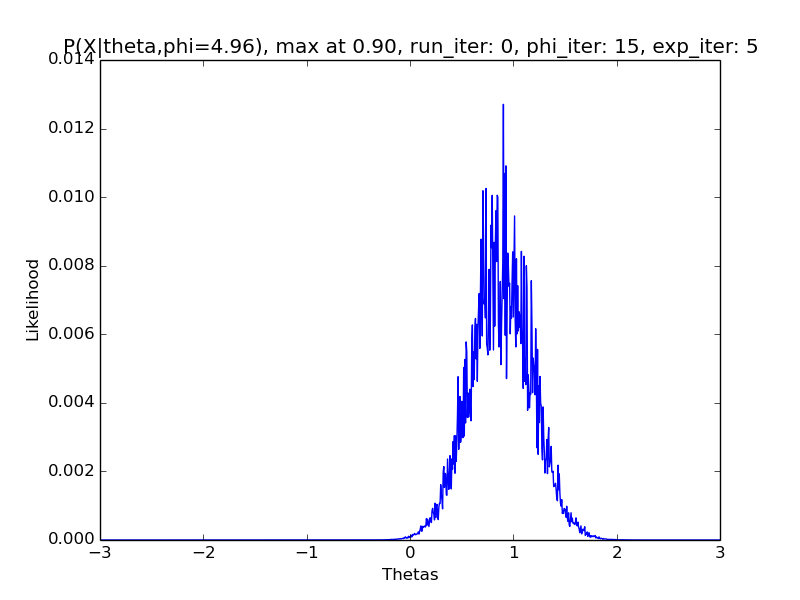 P(X|theta,phi=4.96), max at 0.90, run_iter: 0, phi_iter: 15, exp_iter: 5
0.014
0.012
0.010
0.008
0.006
0.004
0.002
0.000
Likelihood
−3 −2 −1 0 1 2 3
Thetas